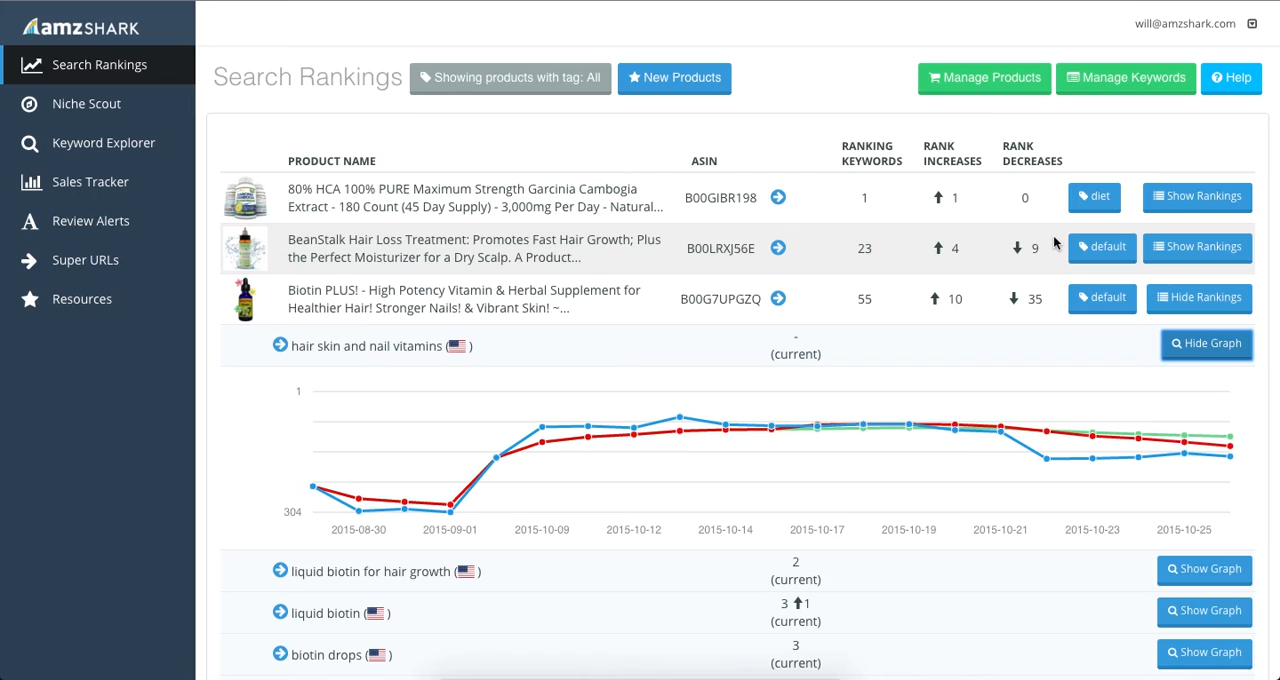 amzSHARK
will@amzshark.com
Search Rankings
Niche Scout
Keyword Explorer
Sales Tracker
Review Alerts
Super URLs
Resources
Search Rankings
Showing products with tag: All
New Products
Manage Products
Manage Keywords
Help
PRODUCT NAME
ASIN
RANKING
KEYWORDS
RANK
INCREASES
RANK
DECREASES
80% HCA 100% PURE Maximum Strength Garcinia Cambogia
Extract - 180 Count (45 Day Supply) - 3,000mg Per Day - Natural...
B00GIBR198
1
1
0
diet
Show Rankings
BeanStalk Hair Loss Treatment: Promotes Fast Hair Growth; Plus
the Perfect Moisturizer for a Dry Scalp. A Product...
B00LRXJ56E
23
4
9
default
Show Rankings
Biotin PLUS! - High Potency Vitamin & Herbal Supplement for
Healthier Hair! Stronger Nails! & Vibrant Skin! ~...
B00G7UPGZQ
55
10
35
default
Hide Rankings
hair skin and nail vitamins ( )
-
(current)
Hide Graph
1
304
2015-08-30 2015-09-01 2015-10-09 2015-10-12 2015-10-14 2015-10-17 2015-10-19 2015-10-21 2015-10-23 2015-10-25
liquid biotin for hair growth ( )
2
(current)
Show Graph
liquid biotin ( )
3 1
(current)
Show Graph
biotin drops ( )
3
(current)
Show Graph